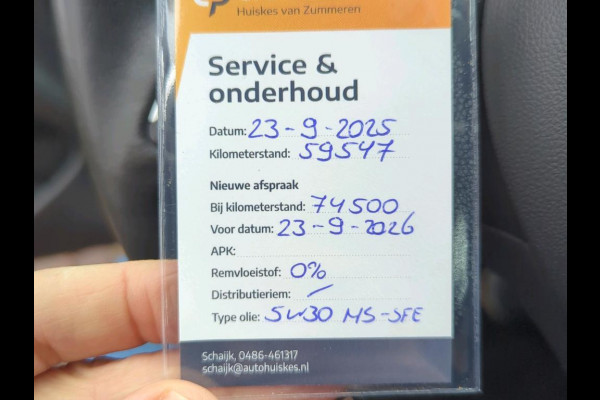 Huiskes van Zummeren
Service &
onderhoud
Datum: 23-9-2025
Kilometerstand: 59547
Nieuwe afspraak
Bij kilometerstand: 74500
Voor datum: 23-9-2026
APK:
Remvloeistof: 0%
Distributieriem: /
Type olie: 5W30 MS-SFE
Schaijk, 0486-461317
schaijk@autohuiskes.nl